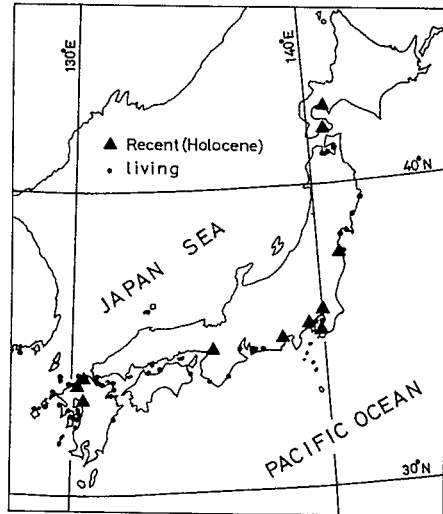 130°E
140°E
▲ Recent (Holocene)
• living
40°N
JAPAN SEA
PACIFIC OCEAN
30°N